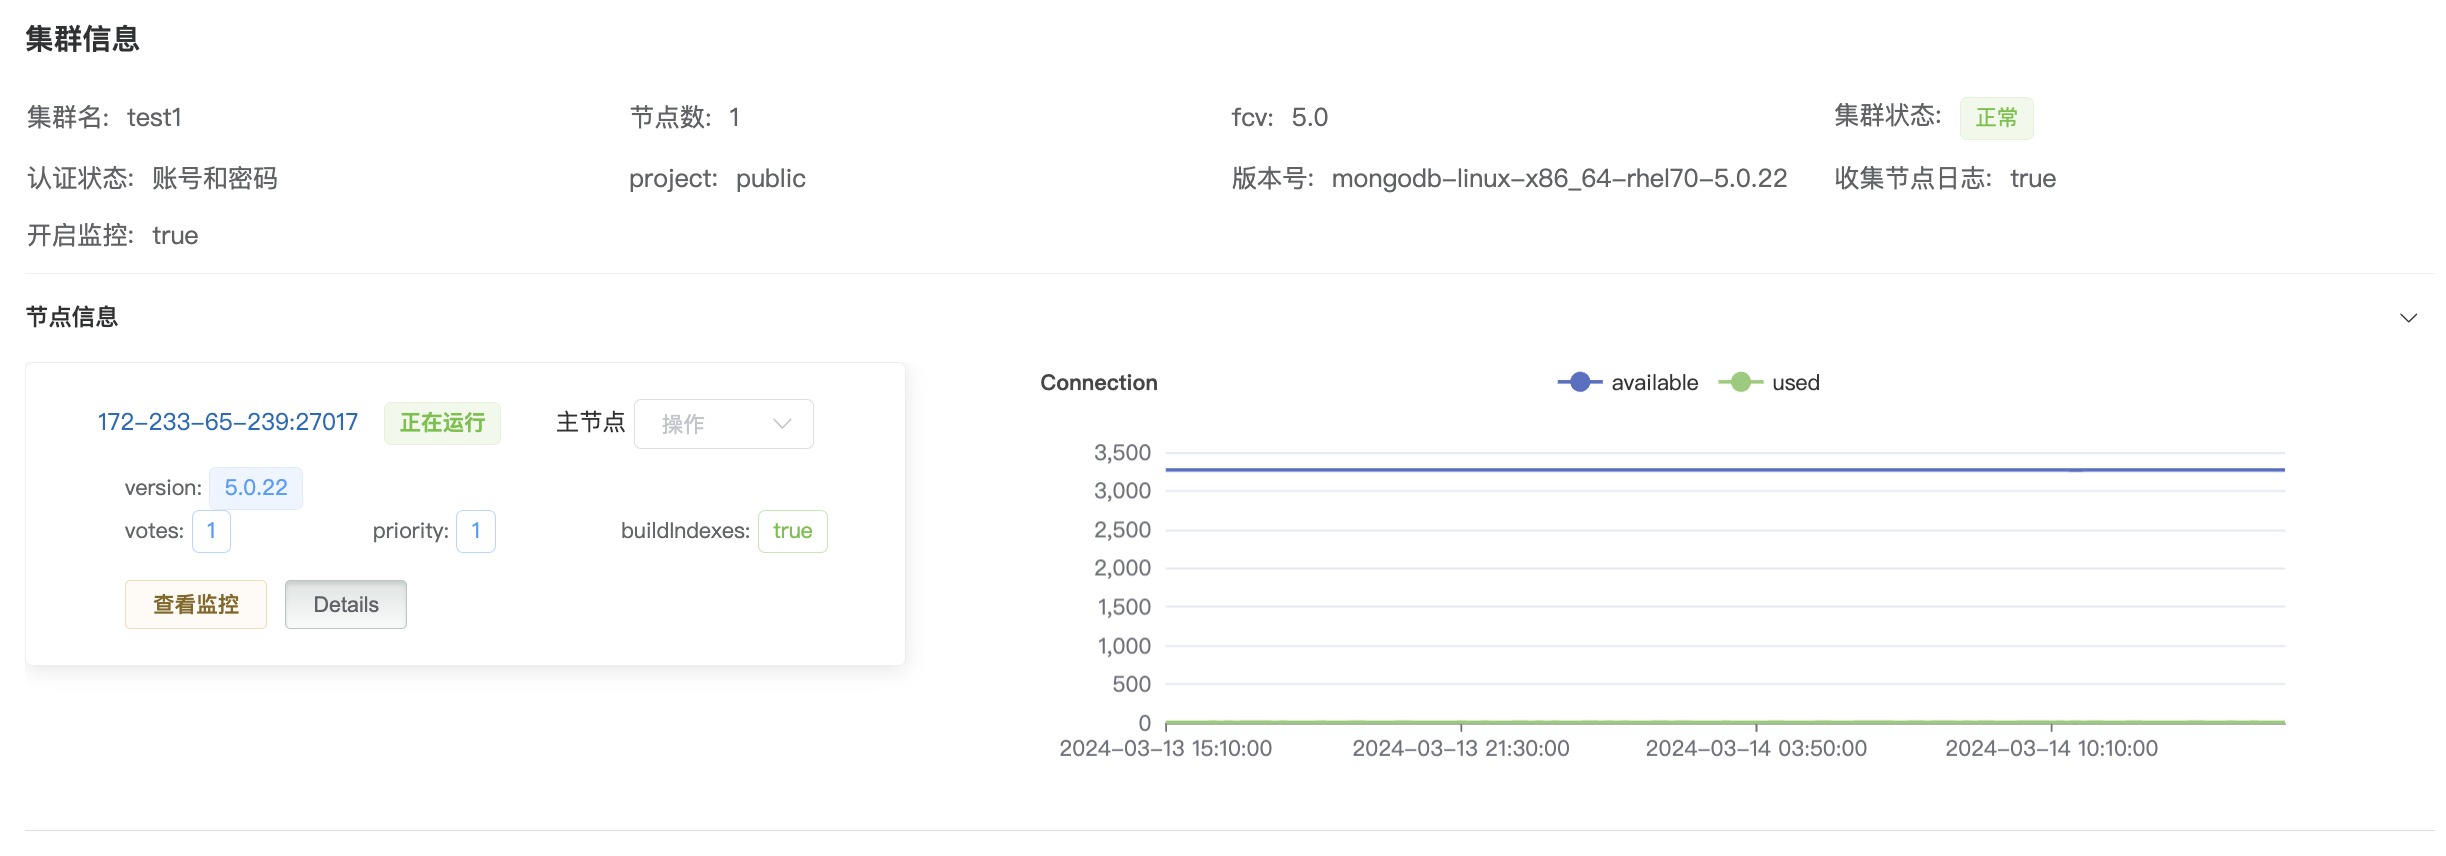 集群信息
集群名: test1 节点数: 1 fcv: 5.0 集群状态: 正常
认证状态: 账号和密码 project: public 版本号: mongodb-linux-x86_64-rhel70-5.0.22 收集节点日志: true
开启监控: true
节点信息
172-233-65-239:27017 正在运行 主节点 操作
version: 5.0.22
votes: 1 priority: 1 buildIndexes: true
查看监控 Details
Connection available used
3,500
3,000
2,500
2,000
1,500
1,000
500
0
2024-03-13 15:10:00 2024-03-13 21:30:00 2024-03-14 03:50:00 2024-03-14 10:10:00